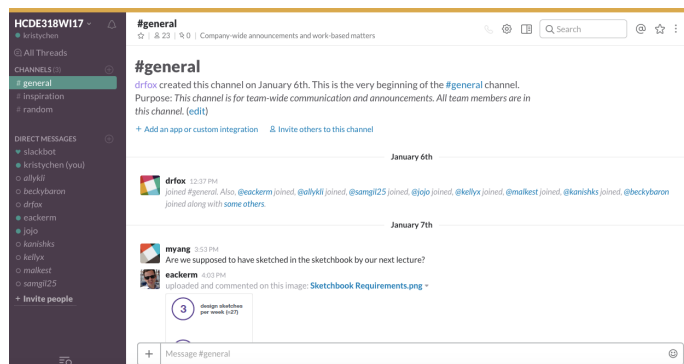 HCDE318WI17
kristychen
All Threads
CHANNELS (3)
# general
# inspiration
# random
DIRECT MESSAGES
slackbot
kristychen (you)
allykli
beckybaron
drfox
eackerm
jojo
kanishks
kellyx
malkest
samgil25
+ Invite people
#general
23 | 0 | Company-wide announcements and work-based matters
Search
#general
drfox created this channel on January 6th. This is the very beginning of the #general channel.
Purpose: This channel is for team-wide communication and announcements. All team members are in
this channel. (edit)
+ Add an app or custom integration Invite others to this channel
January 6th
drfox 12:37 PM
joined #general. Also, @eackerm joined, @allykli joined, @samgil25 joined, @jojo joined, @kellyx joined, @malkest joined, @kanishks joined, @beckybaron
joined along with some others.
January 7th
myang 3:53 PM
Are we supposed to have sketched in the sketchbook by our next lecture?
eackerm 4:03 PM
uploaded and commented on this image: Sketchbook Requirements.png
3 design sketches
per week (=27)
+ Message #general